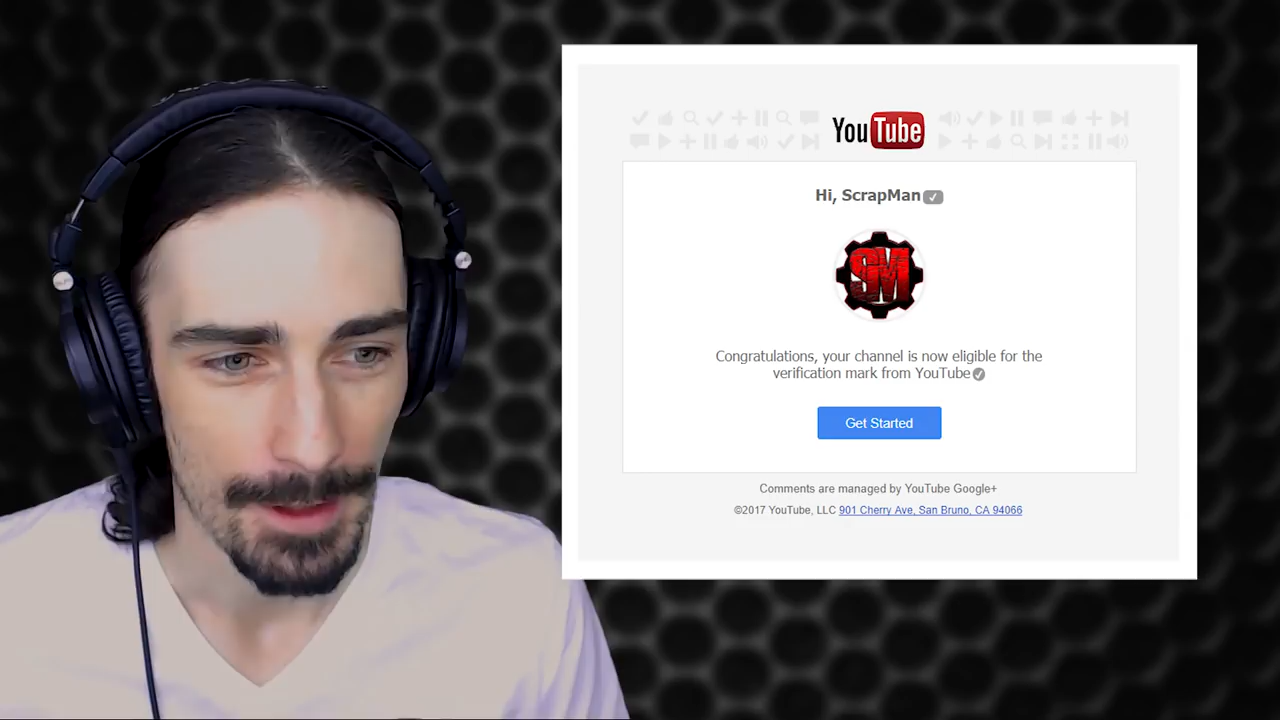 YouTube
Hi, ScrapMan
SM
Congratulations, your channel is now eligible for the
verification mark from YouTube
Get Started
Comments are managed by YouTube Google+
©2017 YouTube, LLC 901 Cherry Ave, San Bruno, CA 94066